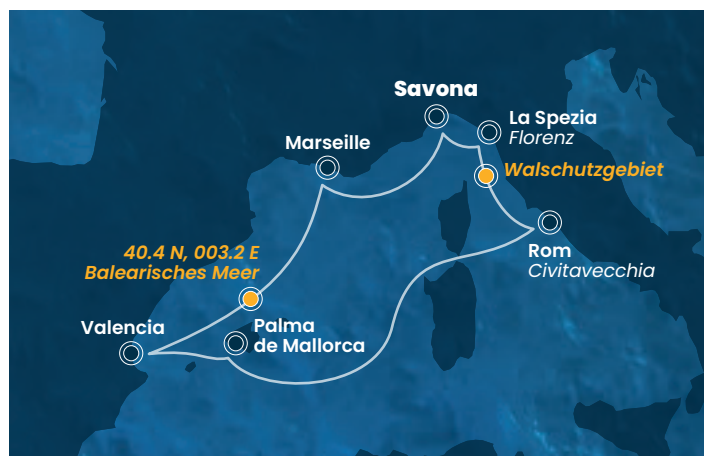 Savona
La Spezia
Florenz
Marseille
Walschutzgebiet
40.4 N, 003.2 E
Balearisches Meer
Rom
Civitavecchia
Valencia
Palma
de Mallorca